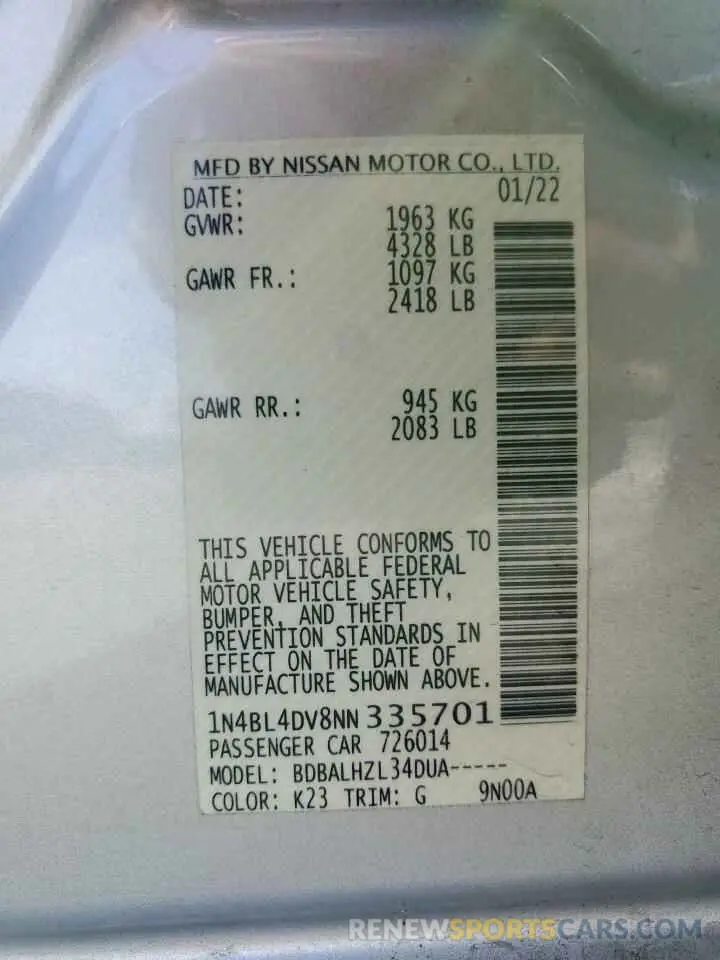 MFD BY NISSAN MOTOR CO., LTD.
DATE: 01/22
GVWR: 1963 KG
4328 LB
GAWR FR.: 1097 KG
2418 LB
GAWR RR.: 945 KG
2083 LB
THIS VEHICLE CONFORMS TO
ALL APPLICABLE FEDERAL
MOTOR VEHICLE SAFETY,
BUMPER, AND THEFT
PREVENTION STANDARDS IN
EFFECT ON THE DATE OF
MANUFACTURE SHOWN ABOVE.
1N4BL4DV8NN335701
PASSENGER CAR 726014
MODEL: BDBALHZL34DUA-----
COLOR: K23 TRIM: G 9N00A
RENEWSPORTSCARS.COM